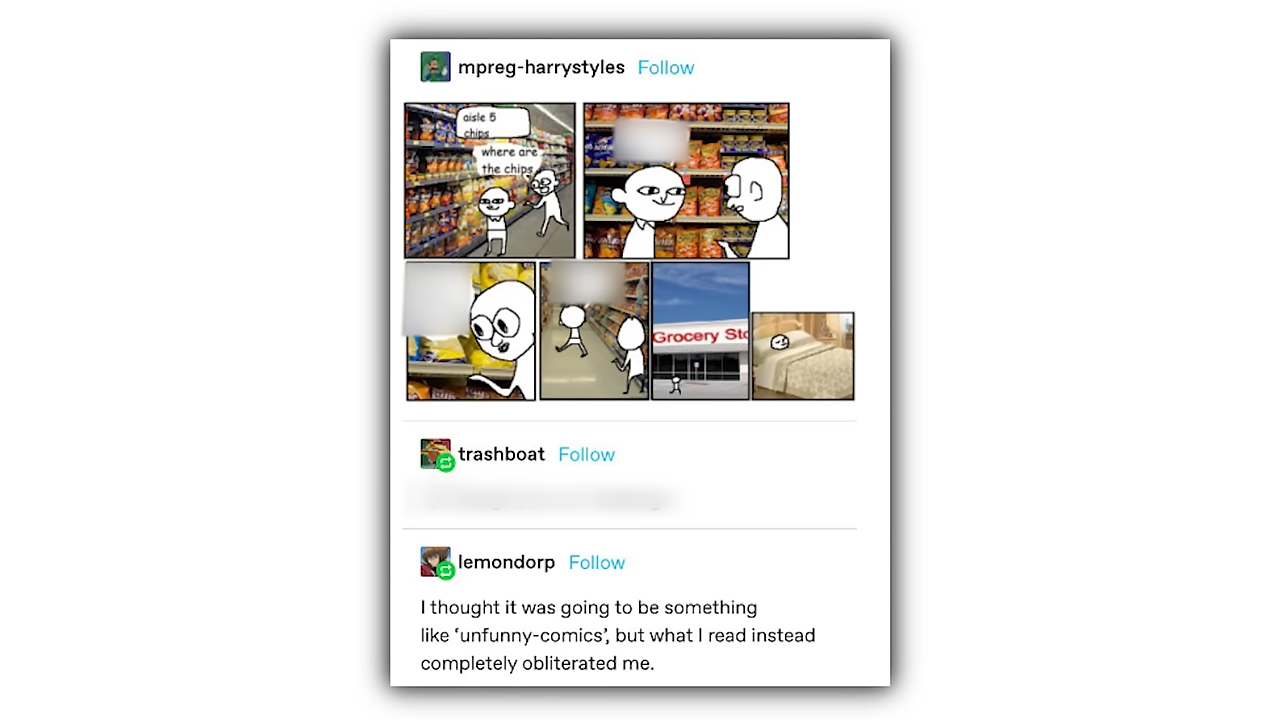 mpreg-harrystyles Follow
aisle 5
chips
where are
the chips
Grocery Sto
trashboat Follow
lemondorp Follow
I thought it was going to be something
like ‘unfunny-comics’, but what I read instead
completely obliterated me.